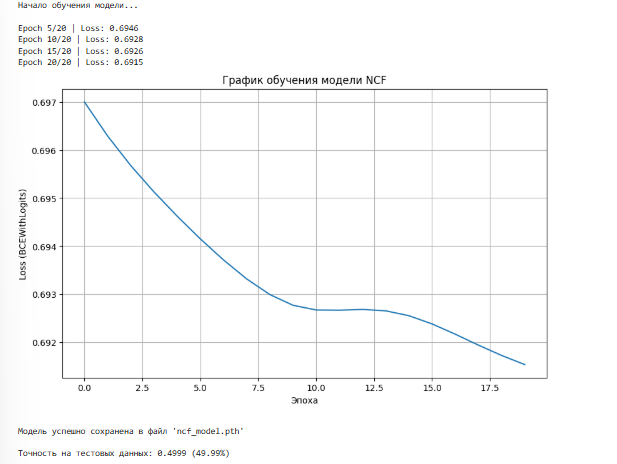 Начало обучения модели...
Epoch 5/20 | Loss: 0.6946
Epoch 10/20 | Loss: 0.6928
Epoch 15/20 | Loss: 0.6926
Epoch 20/20 | Loss: 0.6915
График обучения модели NCF
0.697
0.696
0.695
0.694
0.693
0.692
Loss (BCEWithLogits)
0.0 2.5 5.0 7.5 10.0 12.5 15.0 17.5
Эпоха
Модель успешно сохранена в файл 'ncf_model.pth'
Точность на тестовых данных: 0.4999 (49.99%)